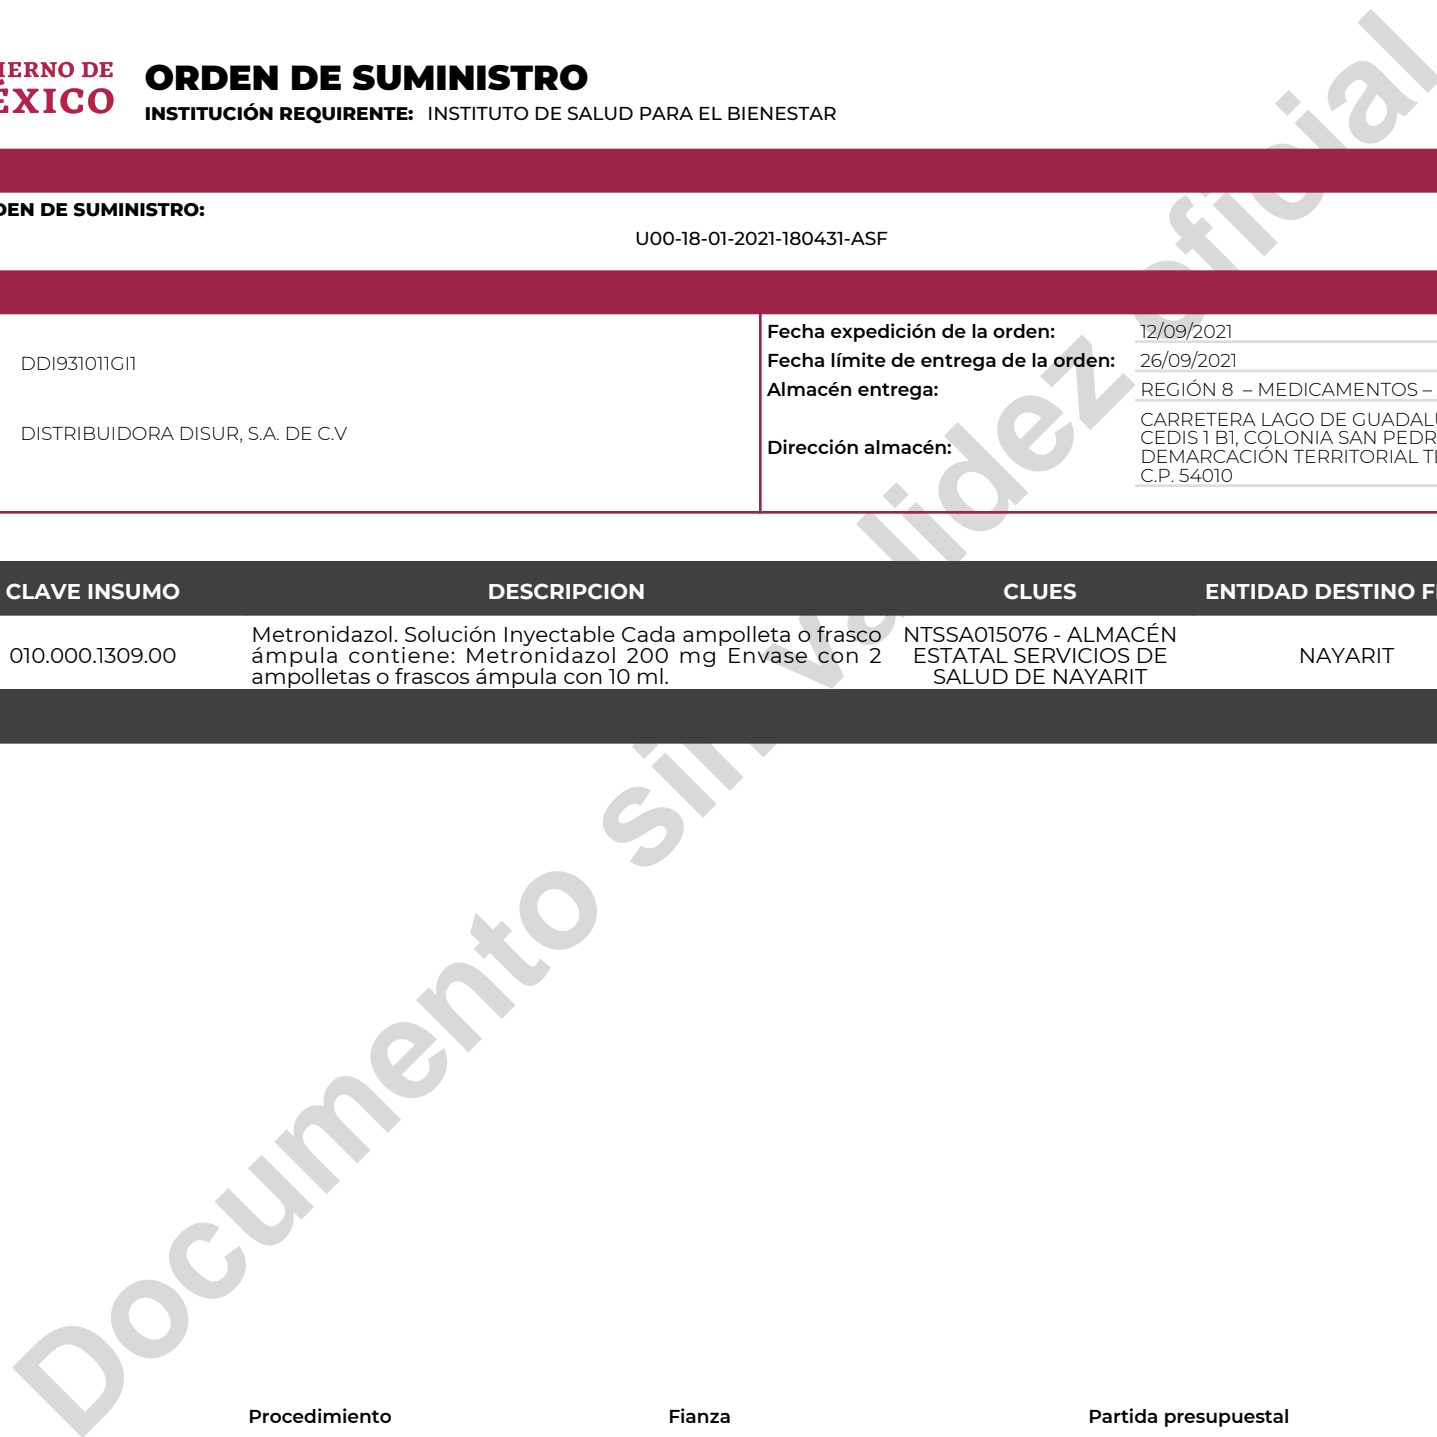 IERNO DE
ÉXICO
ORDEN DE SUMINISTRO
INSTITUCIÓN REQUIRENTE: INSTITUTO DE SALUD PARA EL BIENESTAR
DEN DE SUMINISTRO:
U00-18-01-2021-180431-ASF
DDI931011GI1
DISTRIBUIDORA DISUR, S.A. DE C.V
Fecha expedición de la orden: 12/09/2021
Fecha límite de entrega de la orden: 26/09/2021
Almacén entrega: REGIÓN 8 – MEDICAMENTOS –
Dirección almacén:
CARRETERA LAGO DE GUADALU
CEDIS 1 B1, COLONIA SAN PEDR
DEMARCACIÓN TERRITORIAL TL
C.P. 54010
CLAVE INSUMO DESCRIPCION CLUES ENTIDAD DESTINO FI
010.000.1309.00
Metronidazol. Solución Inyectable Cada ampolleta o frasco
ámpula contiene: Metronidazol 200 mg Envase con 2
ampolletas o frascos ámpula con 10 ml.
NTSSA015076 - ALMACÉN
ESTATAL SERVICIOS DE
SALUD DE NAYARIT
NAYARIT
Documento sin validez oficial
Procedimiento Fianza Partida presupuestal